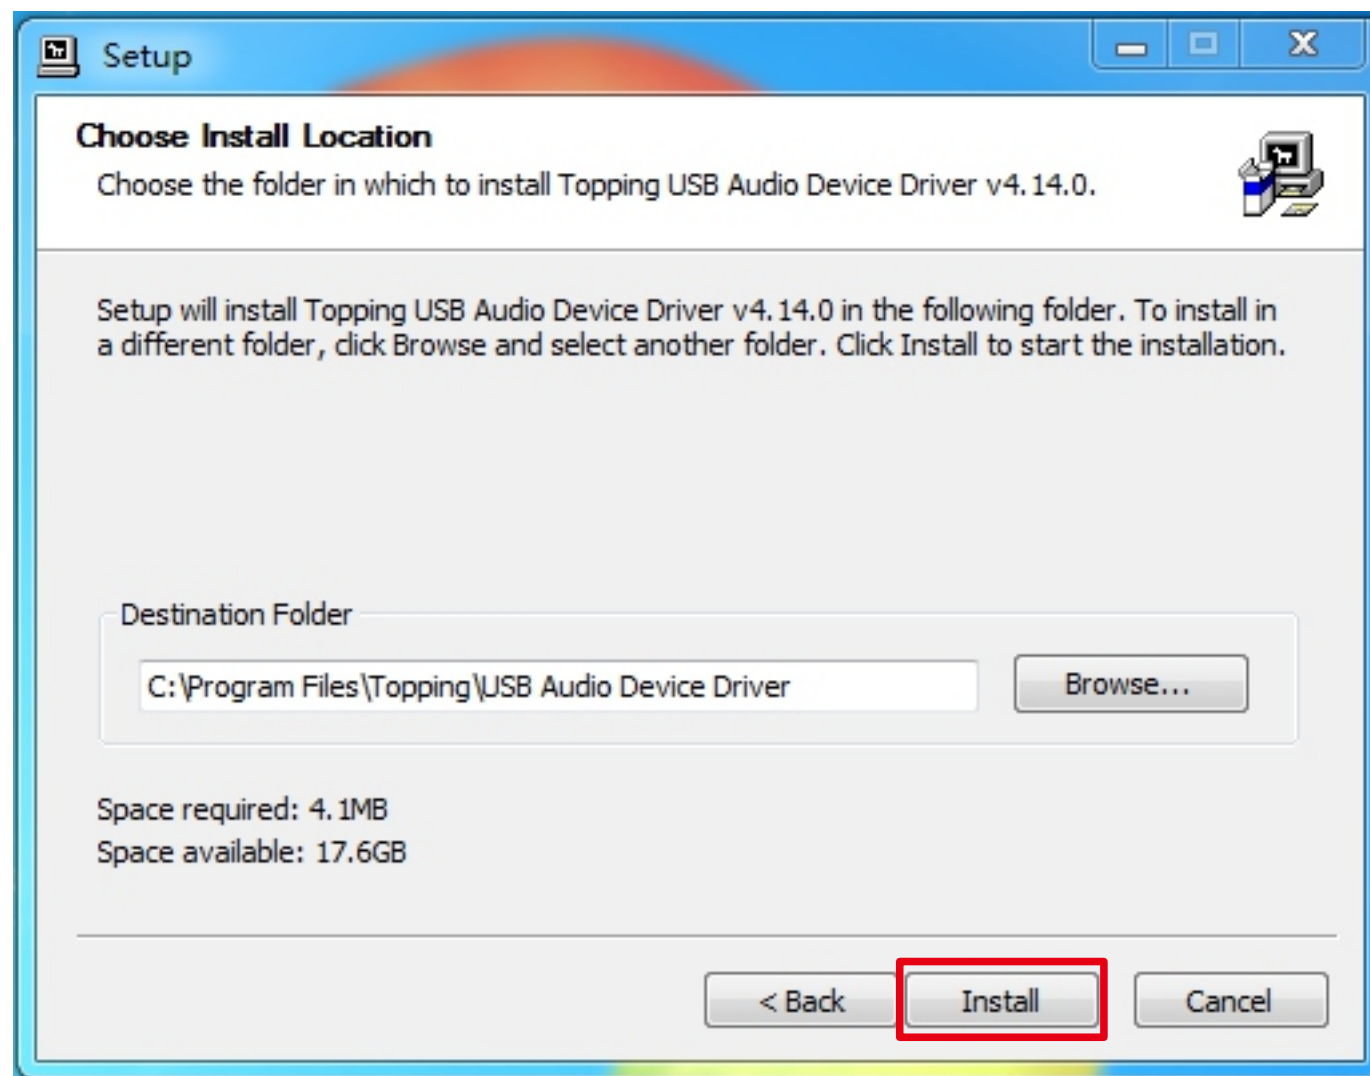 Setup
Choose Install Location
Choose the folder in which to install Topping USB Audio Device Driver v4.14.0.
Setup will install Topping USB Audio Device Driver v4.14.0 in the following folder. To install in
a different folder, click Browse and select another folder. Click Install to start the installation.
Destination Folder
C:\Program Files\Topping\USB Audio Device Driver
Browse...
Space required: 4.1MB
Space available: 17.6GB
< Back
Install
Cancel